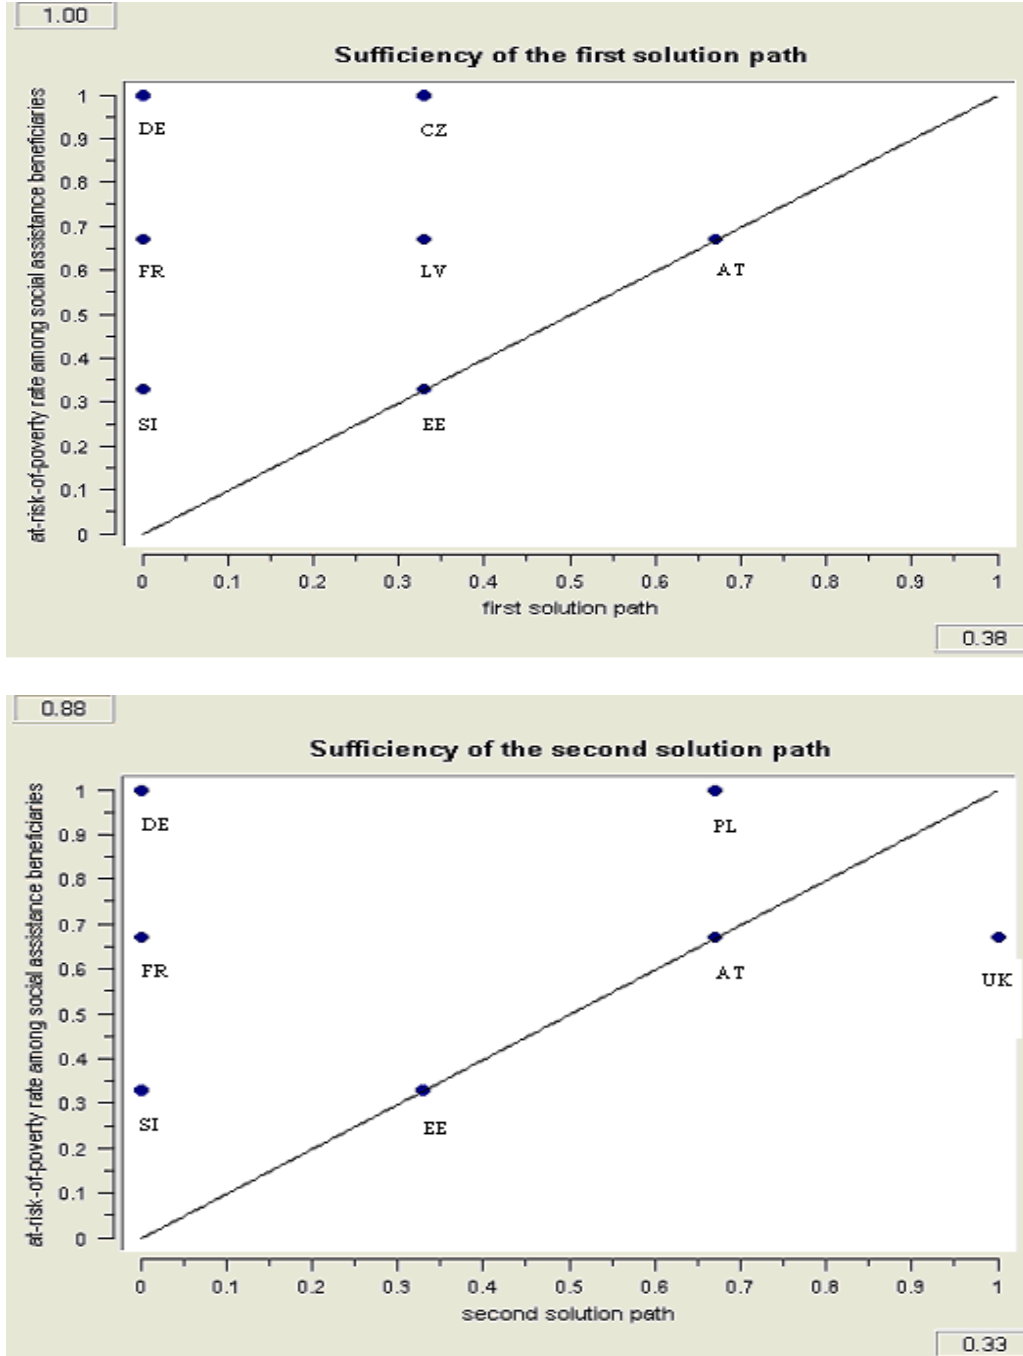 1.00
Sufficiency of the first solution path
at-risk-of-poverty rate among social assistance beneficiaries
1
0.9
0.8
0.7
0.6
0.5
0.4
0.3
0.2
0.1
0
DE
CZ
FR
LV
AT
SI
EE
0 0.1 0.2 0.3 0.4 0.5 0.6 0.7 0.8 0.9 1
first solution path
0.38
0.88
Sufficiency of the second solution path
at-risk-of-poverty rate among social assistance beneficiaries
1
0.9
0.8
0.7
0.6
0.5
0.4
0.3
0.2
0.1
0
DE
PL
FR
AT
UK
SI
EE
0 0.1 0.2 0.3 0.4 0.5 0.6 0.7 0.8 0.9 1
second solution path
0.33